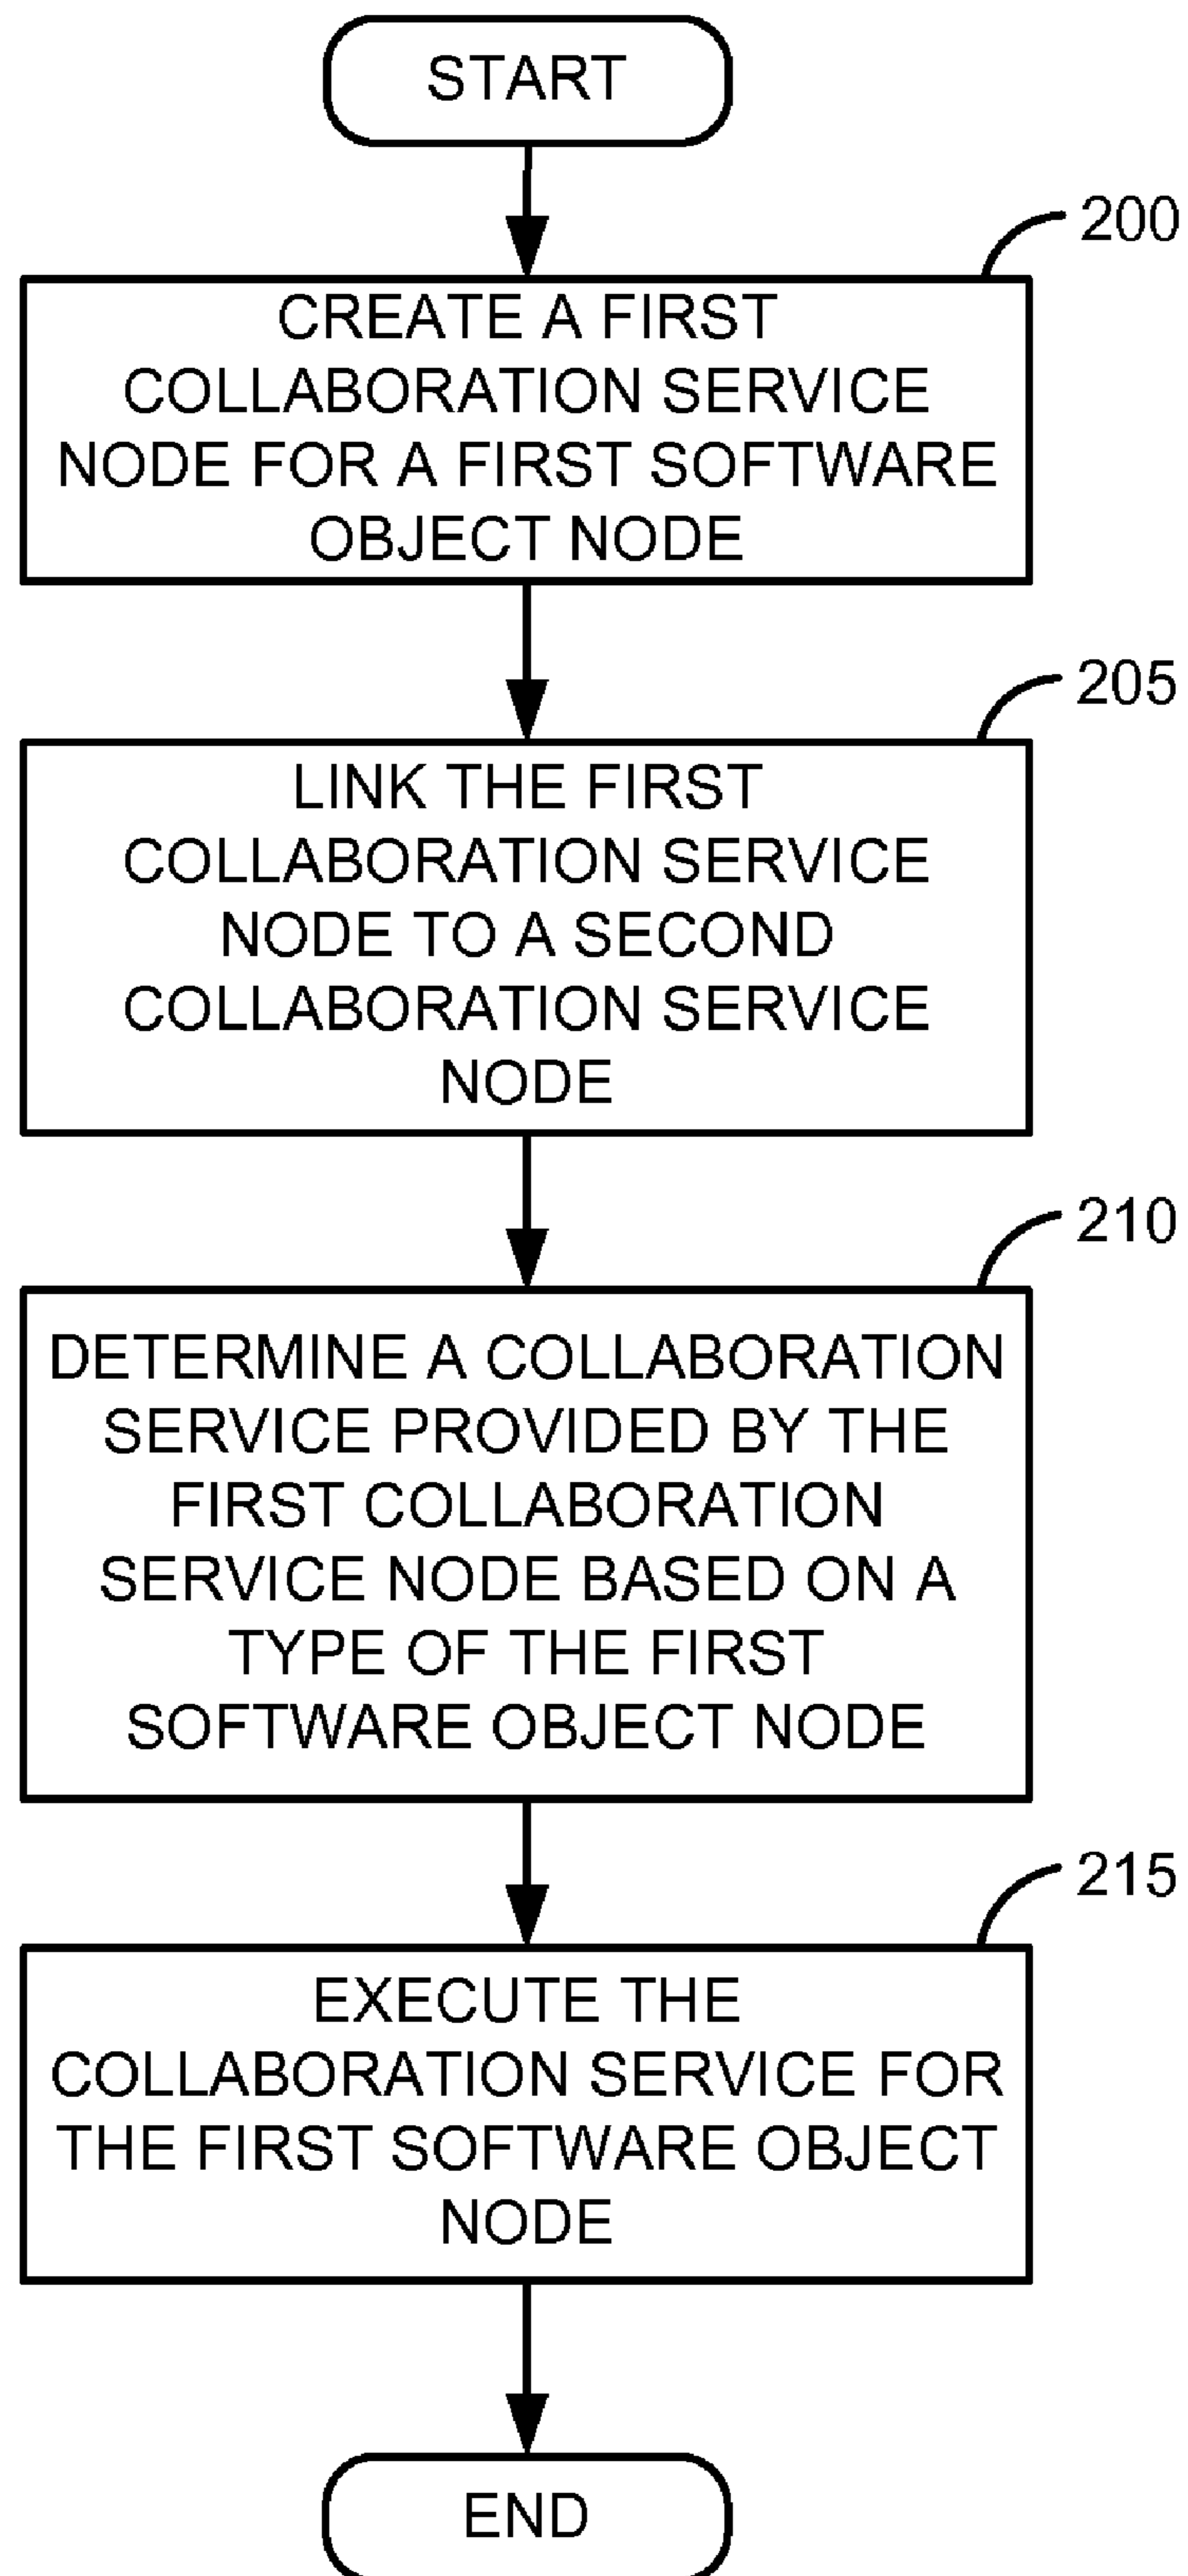 START
200
CREATE A FIRST
COLLABORATION SERVICE
NODE FOR A FIRST SOFTWARE
OBJECT NODE
205
LINK THE FIRST
COLLABORATION SERVICE
NODE TO A SECOND
COLLABORATION SERVICE
NODE
210
DETERMINE A COLLABORATION
SERVICE PROVIDED BY THE
FIRST COLLABORATION
SERVICE NODE BASED ON A
TYPE OF THE FIRST
SOFTWARE OBJECT NODE
215
EXECUTE THE
COLLABORATION SERVICE FOR
THE FIRST SOFTWARE OBJECT
NODE
END